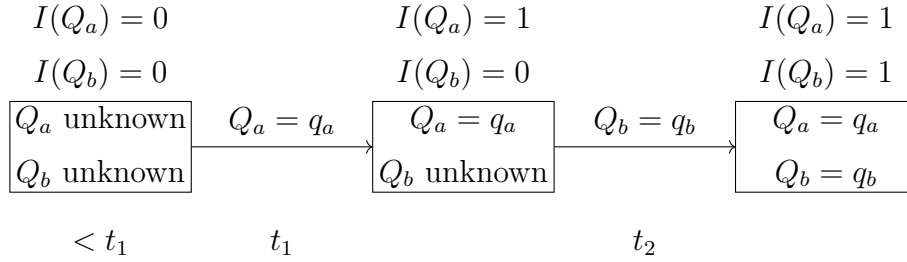 I(Q_a) = 0 I(Q_a) = 1 I(Q_a) = 1
I(Q_b) = 0 I(Q_b) = 0 I(Q_b) = 1
Q_a unknown Q_a = q_a Q_a = q_a Q_b = q_b Q_a = q_a
Q_b unknown Q_b unknown Q_b = q_b
< t_1 t_1 t_2